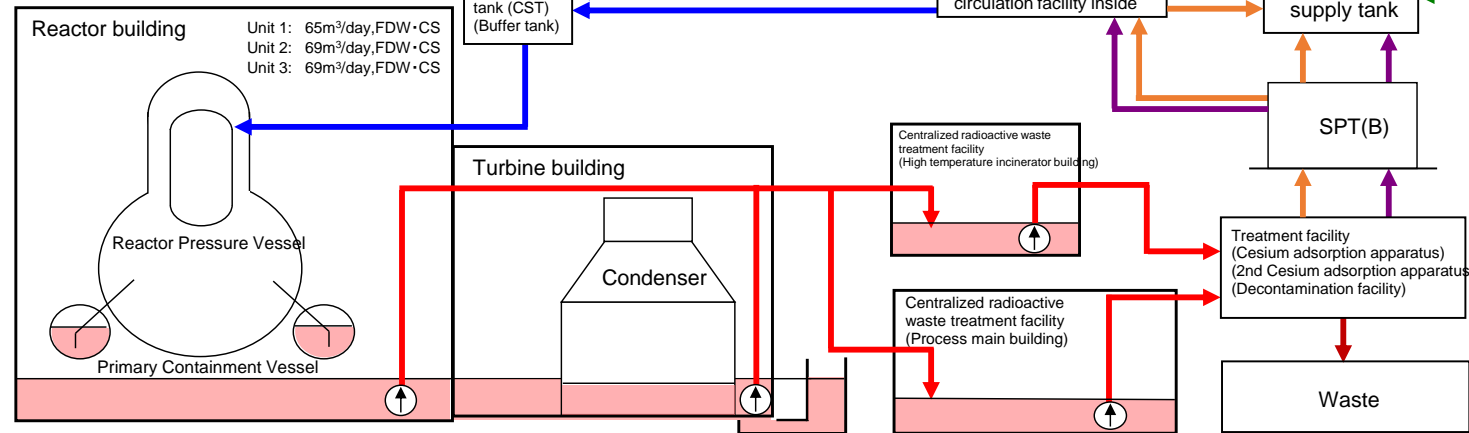 tank (CST)
(Buffer tank)
circulation facility inside
supply tank
Reactor building
Unit 1: 65m³/day,FDW・CS
Unit 2: 69m³/day,FDW・CS
Unit 3: 69m³/day,FDW・CS
SPT(B)
Centralized radioactive waste
treatment facility
(High temperature incinerator building)
Turbine building
Reactor Pressure Vessel
Condenser
Treatment facility
(Cesium adsorption apparatus)
(2nd Cesium adsorption apparatus
(Decontamination facility)
Centralized radioactive
waste treatment facility
(Process main building)
Primary Containment Vessel
Waste